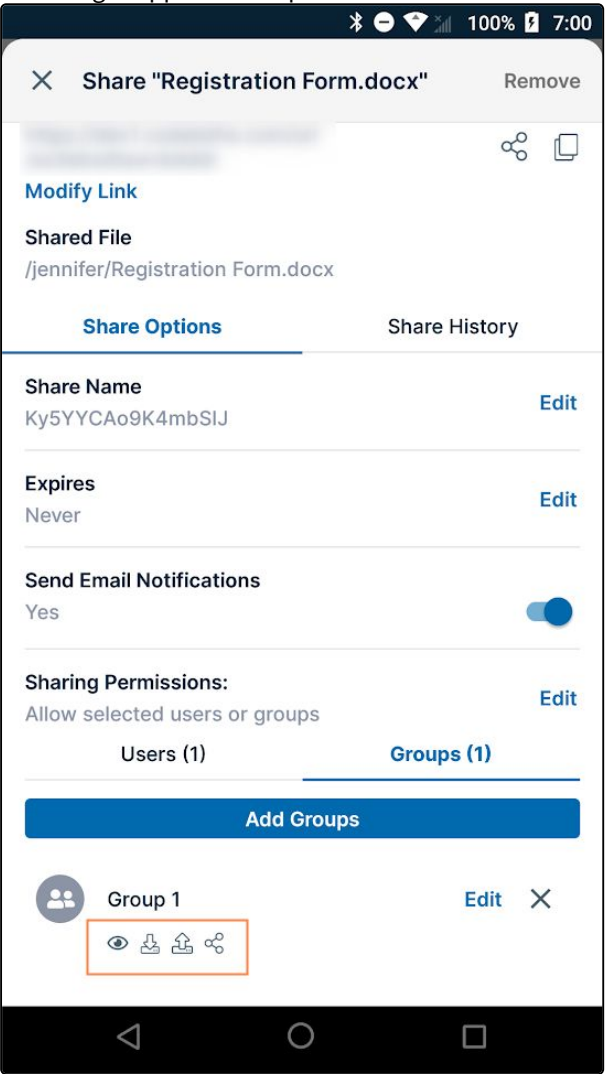 100% 7:00
Share "Registration Form.docx" Remove
Modify Link
Shared File
/jennifer/Registration Form.docx
Share Options Share History
Share Name Edit
Ky5YYCAo9K4mbSIJ
Expires Edit
Never
Send Email Notifications
Yes
Sharing Permissions: Edit
Allow selected users or groups
Users (1) Groups (1)
Add Groups
Group 1 Edit